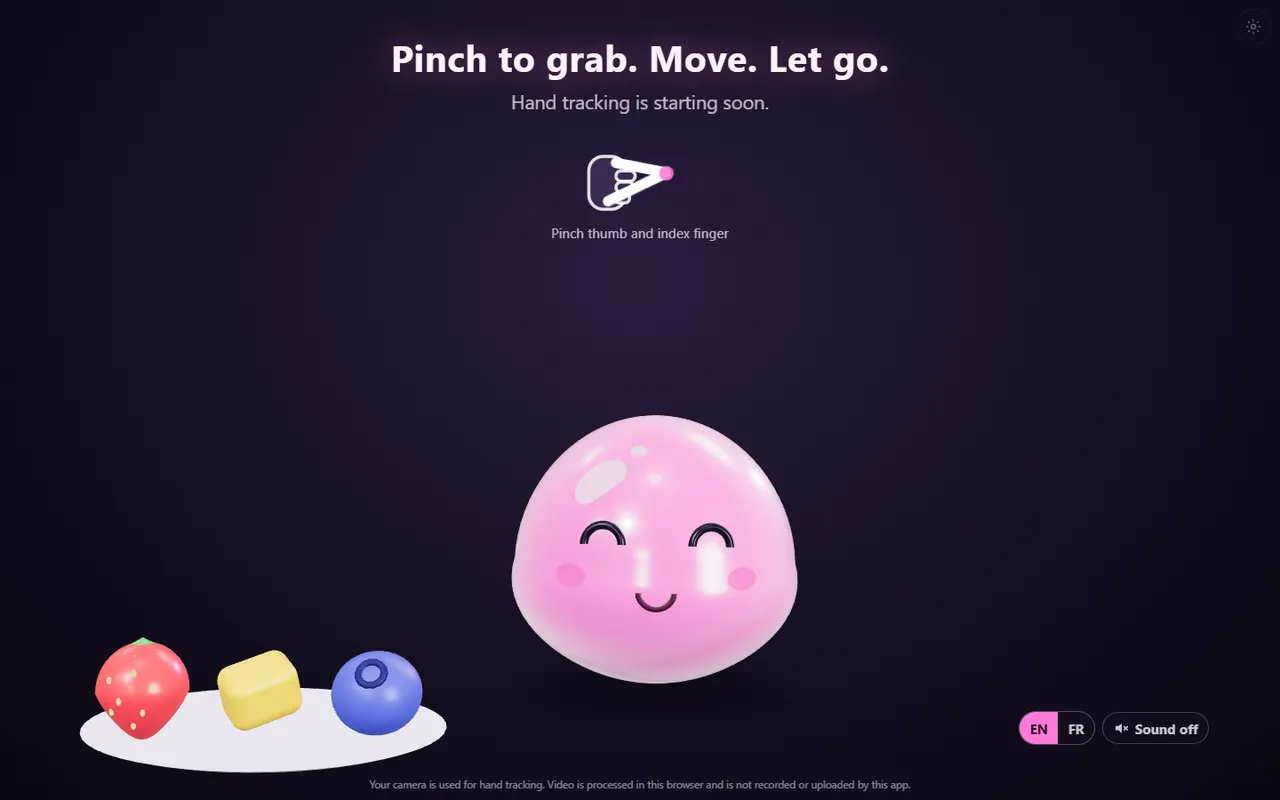 Pinch to grab. Move. Let go.
Hand tracking is starting soon.
Pinch thumb and index finger
EN FR Sound off
Your camera is used for hand tracking. Video is processed in this browser and is not recorded or uploaded by this app.